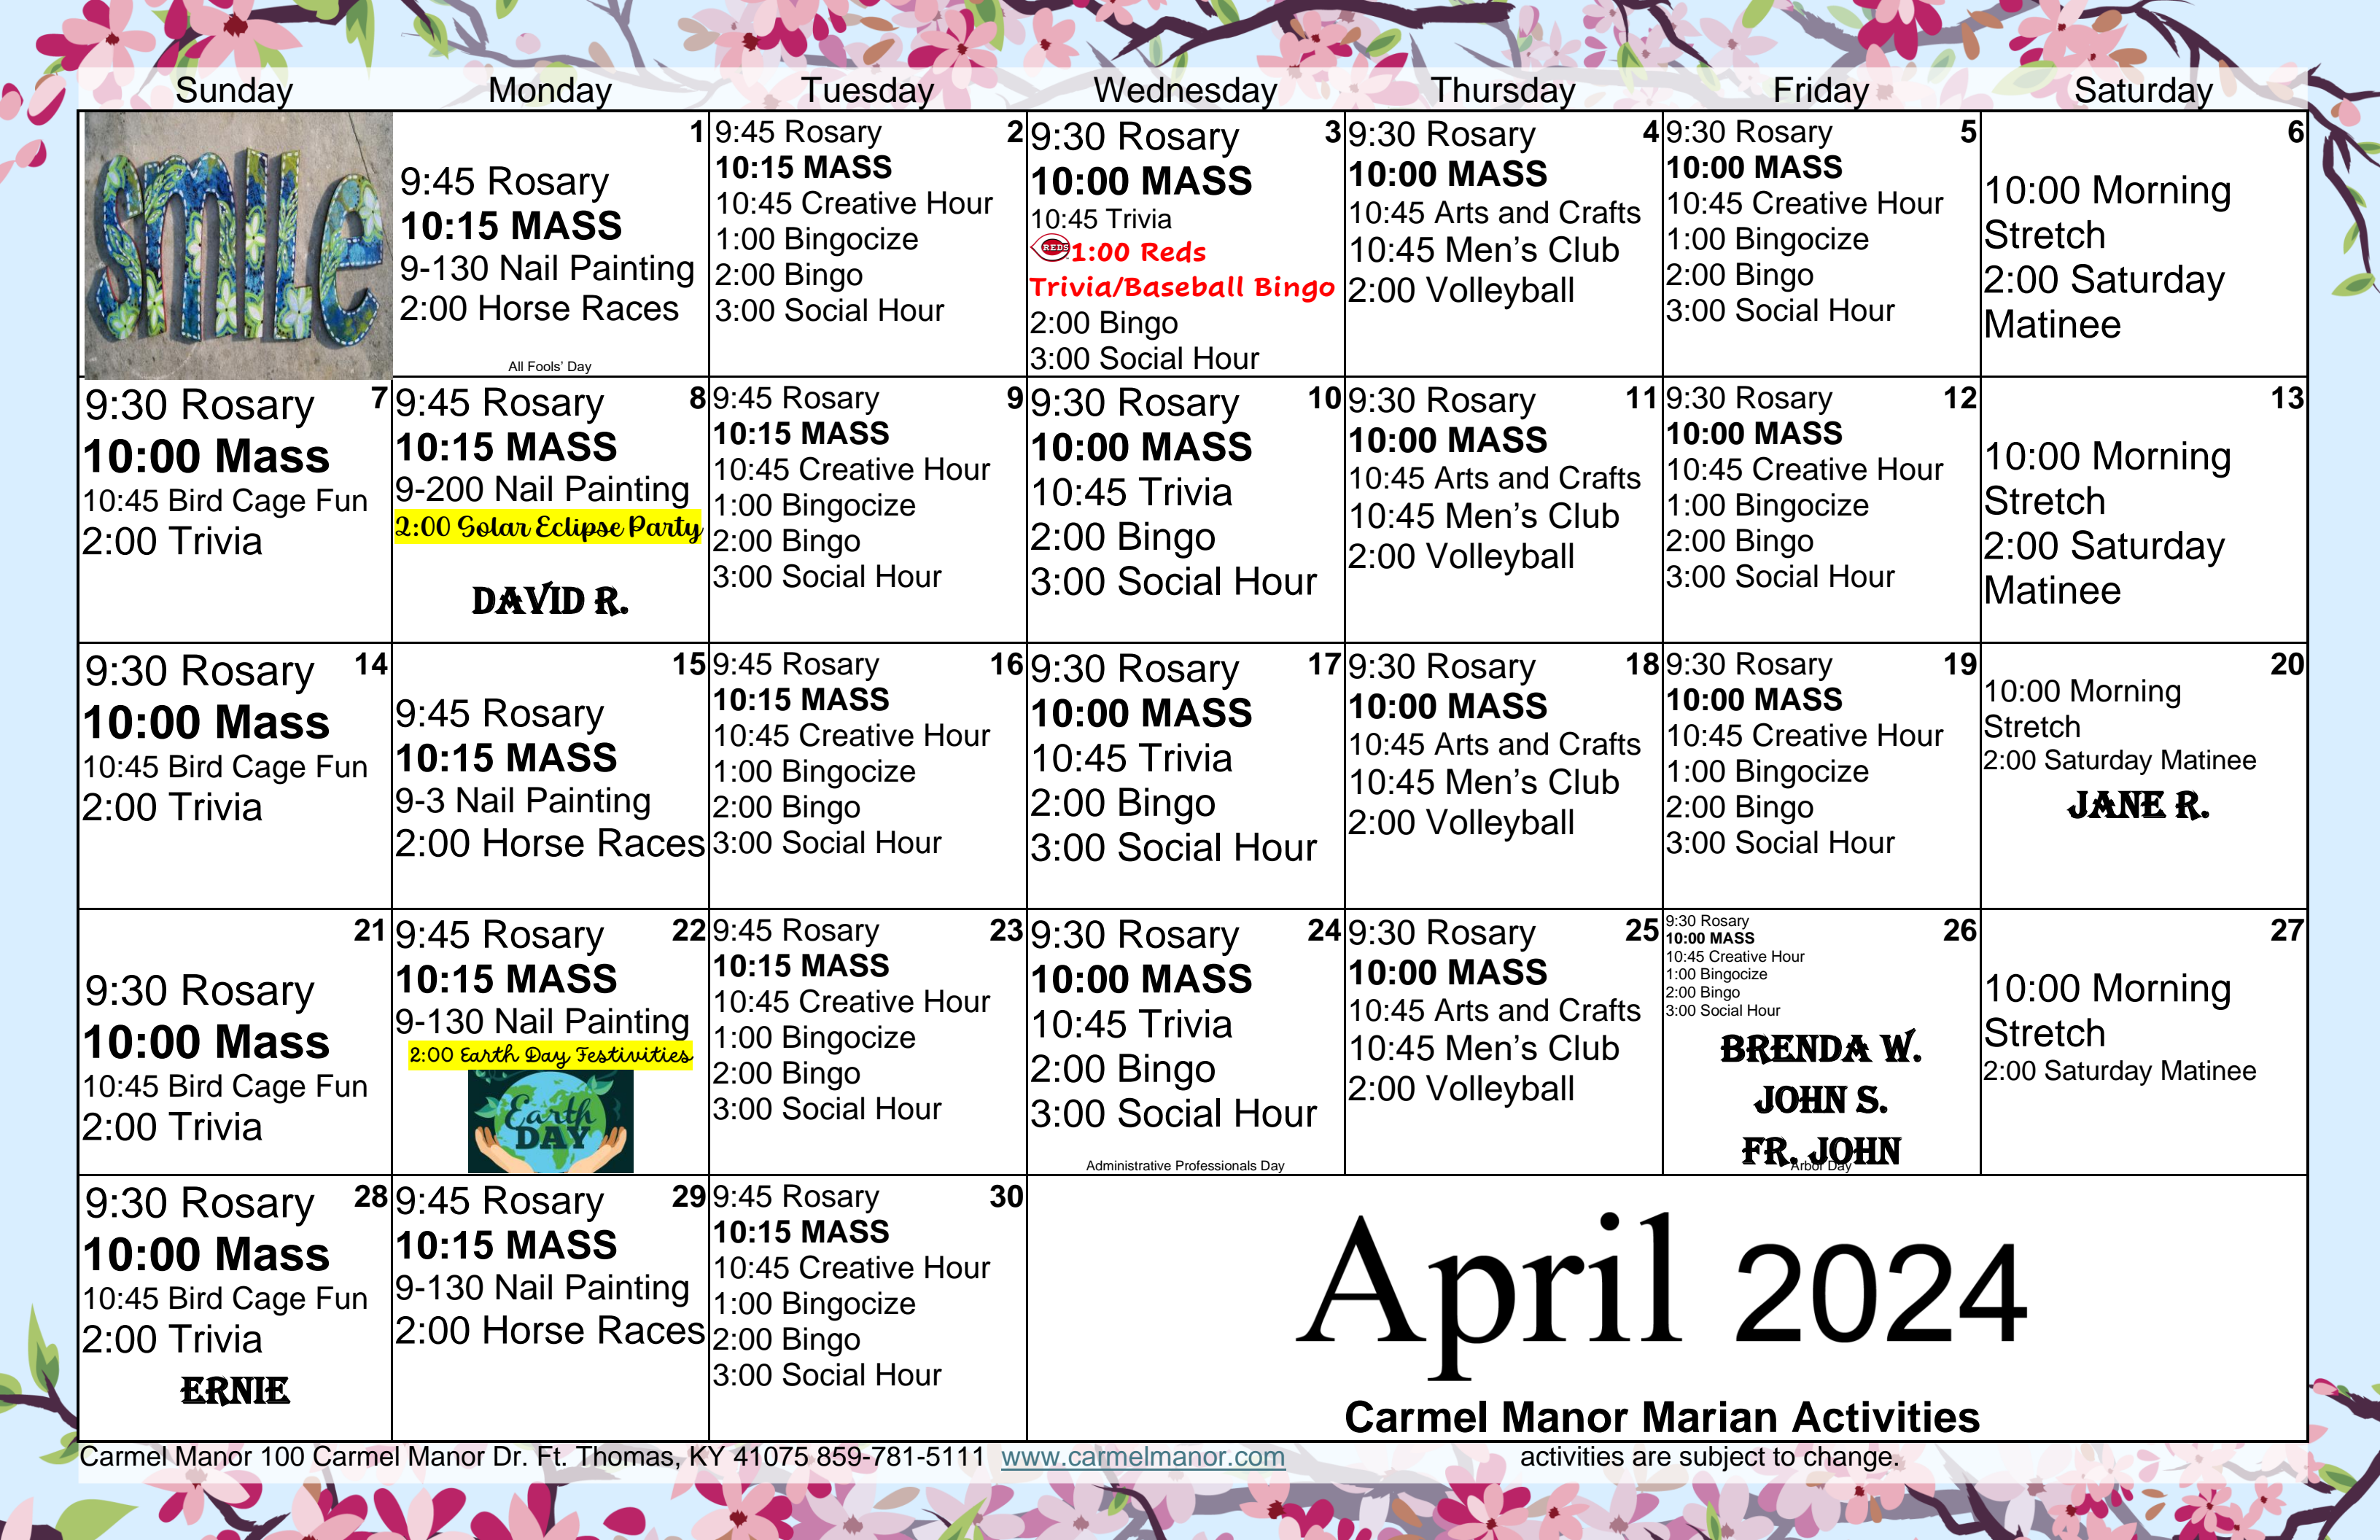 Sunday Monday Tuesday Wednesday Thursday Friday Saturday
smile
1
9:45 Rosary
10:15 MASS
9-130 Nail Painting
2:00 Horse Races
All Fools' Day
2
9:45 Rosary
10:15 MASS
10:45 Creative Hour
1:00 Bingocize
2:00 Bingo
3:00 Social Hour
3
9:30 Rosary
10:00 MASS
10:45 Trivia
REDS 1:00 Reds
Trivia/Baseball Bingo
2:00 Bingo
3:00 Social Hour
4
9:30 Rosary
10:00 MASS
10:45 Arts and Crafts
10:45 Men's Club
2:00 Volleyball
5
9:30 Rosary
10:00 MASS
10:45 Creative Hour
1:00 Bingocize
2:00 Bingo
3:00 Social Hour
6
10:00 Morning
Stretch
2:00 Saturday
Matinee
7
9:30 Rosary
10:00 Mass
10:45 Bird Cage Fun
2:00 Trivia
8
9:45 Rosary
10:15 MASS
9-200 Nail Painting
2:00 Solar Eclipse Party
DAVID R.
9
9:45 Rosary
10:15 MASS
10:45 Creative Hour
1:00 Bingocize
2:00 Bingo
3:00 Social Hour
10
9:30 Rosary
10:00 MASS
10:45 Trivia
2:00 Bingo
3:00 Social Hour
11
9:30 Rosary
10:00 MASS
10:45 Arts and Crafts
10:45 Men's Club
2:00 Volleyball
12
9:30 Rosary
10:00 MASS
10:45 Creative Hour
1:00 Bingocize
2:00 Bingo
3:00 Social Hour
13
10:00 Morning
Stretch
2:00 Saturday
Matinee
14
9:30 Rosary
10:00 Mass
10:45 Bird Cage Fun
2:00 Trivia
15
9:45 Rosary
10:15 MASS
9-3 Nail Painting
2:00 Horse Races
16
9:45 Rosary
10:15 MASS
10:45 Creative Hour
1:00 Bingocize
2:00 Bingo
3:00 Social Hour
17
9:30 Rosary
10:00 MASS
10:45 Trivia
2:00 Bingo
3:00 Social Hour
18
9:30 Rosary
10:00 MASS
10:45 Arts and Crafts
10:45 Men's Club
2:00 Volleyball
19
9:30 Rosary
10:00 MASS
10:45 Creative Hour
1:00 Bingocize
2:00 Bingo
3:00 Social Hour
20
10:00 Morning
Stretch
2:00 Saturday Matinee
JANE R.
21
9:30 Rosary
10:00 Mass
10:45 Bird Cage Fun
2:00 Trivia
22
9:45 Rosary
10:15 MASS
9-130 Nail Painting
2:00 Earth Day Festivities
Earth
DAY
23
9:45 Rosary
10:15 MASS
10:45 Creative Hour
1:00 Bingocize
2:00 Bingo
3:00 Social Hour
24
9:30 Rosary
10:00 MASS
10:45 Trivia
2:00 Bingo
3:00 Social Hour
Administrative Professionals Day
25
9:30 Rosary
10:00 MASS
10:45 Arts and Crafts
10:45 Men's Club
2:00 Volleyball
26
9:30 Rosary
10:00 MASS
10:45 Creative Hour
1:00 Bingocize
2:00 Bingo
3:00 Social Hour
BRENDA W.
JOHN S.
FR. JOHN
Arbor Day
27
10:00 Morning
Stretch
2:00 Saturday Matinee
28
9:30 Rosary
10:00 Mass
10:45 Bird Cage Fun
2:00 Trivia
ERNIE
29
9:45 Rosary
10:15 MASS
9-130 Nail Painting
2:00 Horse Races
30
9:45 Rosary
10:15 MASS
10:45 Creative Hour
1:00 Bingocize
2:00 Bingo
3:00 Social Hour
April 2024
Carmel Manor Marian Activities
Carmel Manor 100 Carmel Manor Dr. Ft. Thomas, KY 41075 859-781-5111 www.carmelmanor.com activities are subject to change.